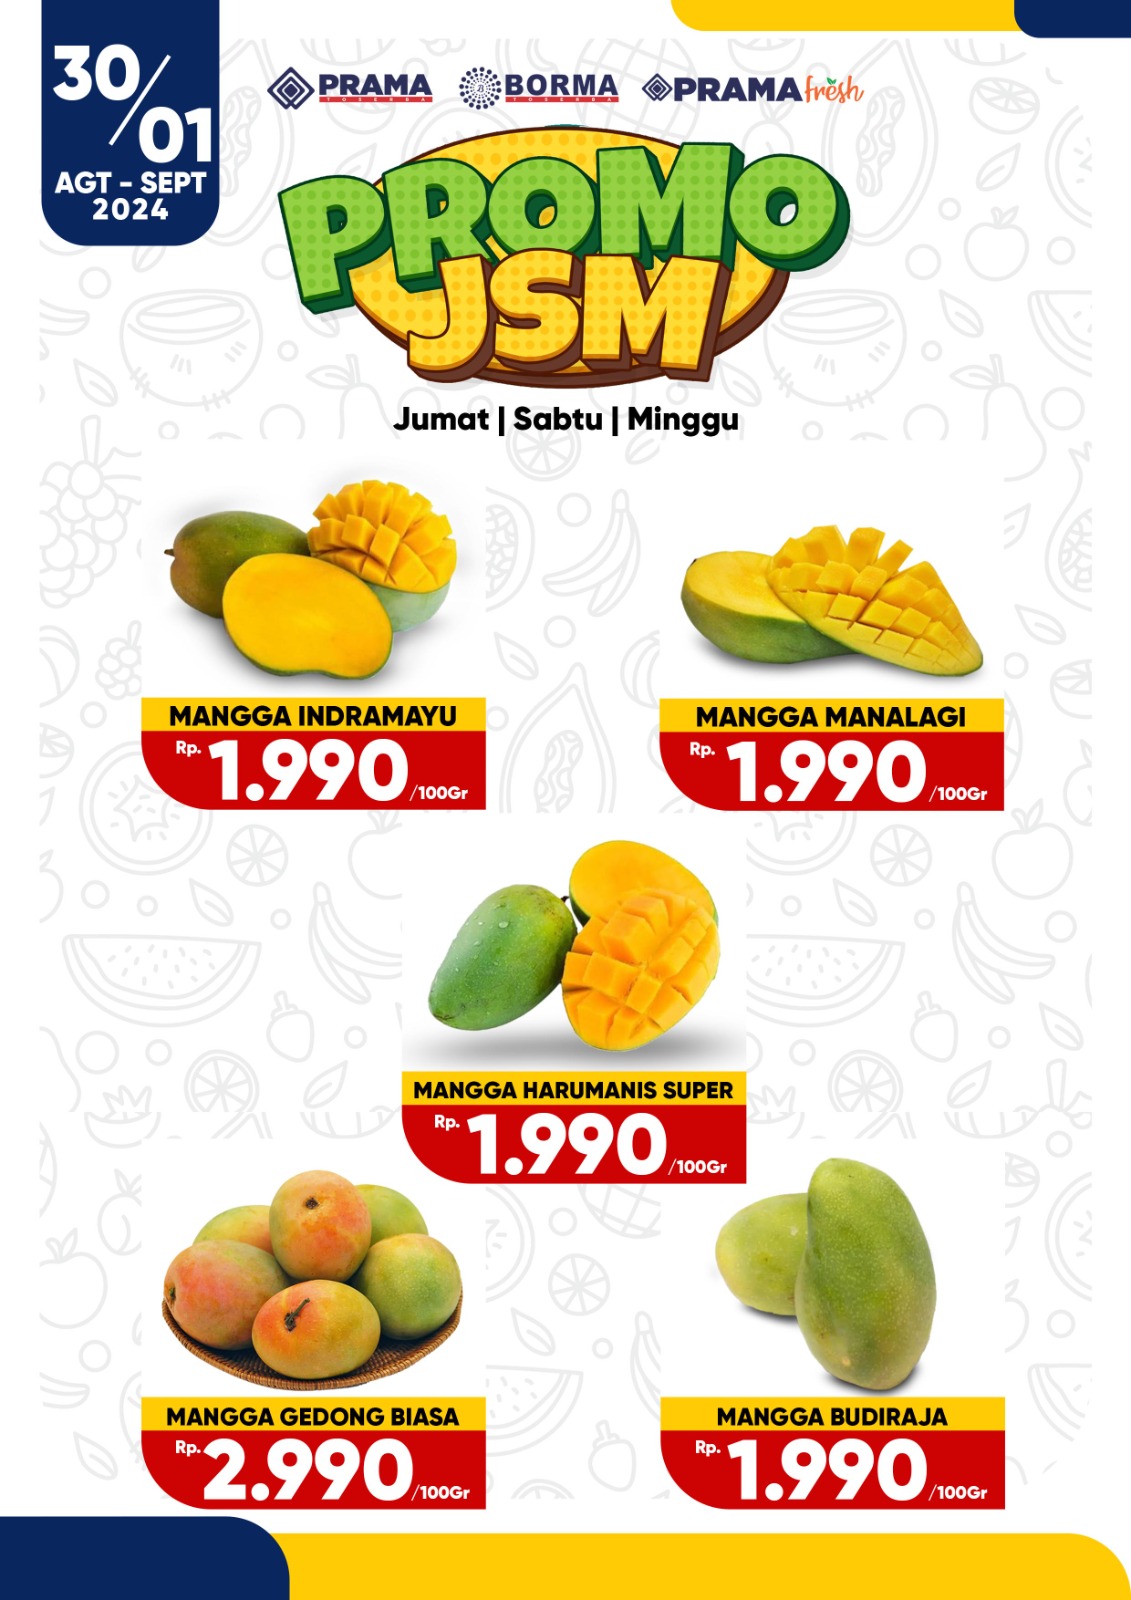 30/01
AGT - SEPT
2024
PRAMA
TOSERBA
BORMA
TOSERBA
PRAMA fresh
PROMO
JSM
Jumat | Sabtu | Minggu
MANGGA INDRAMAYU
Rp. 1.990 /100Gr
MANGGA MANALAGI
Rp. 1.990 /100Gr
MANGGA HARUMANIS SUPER
Rp. 1.990 /100Gr
MANGGA GEDONG BIASA
Rp. 2.990 /100Gr
MANGGA BUDIRAJA
Rp. 1.990 /100Gr